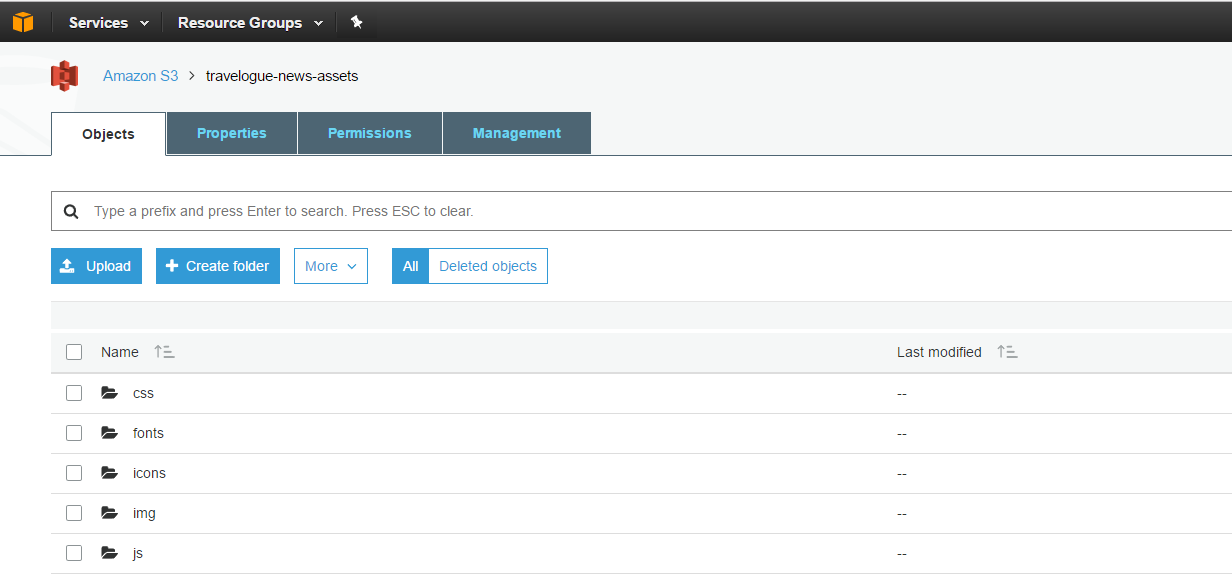 Services Resource Groups
Amazon S3 > travelogue-news-assets
Objects Properties Permissions Management
Type a prefix and press Enter to search. Press ESC to clear.
Upload + Create folder More All Deleted objects
Name Last modified
css --
fonts --
icons --
img --
js --